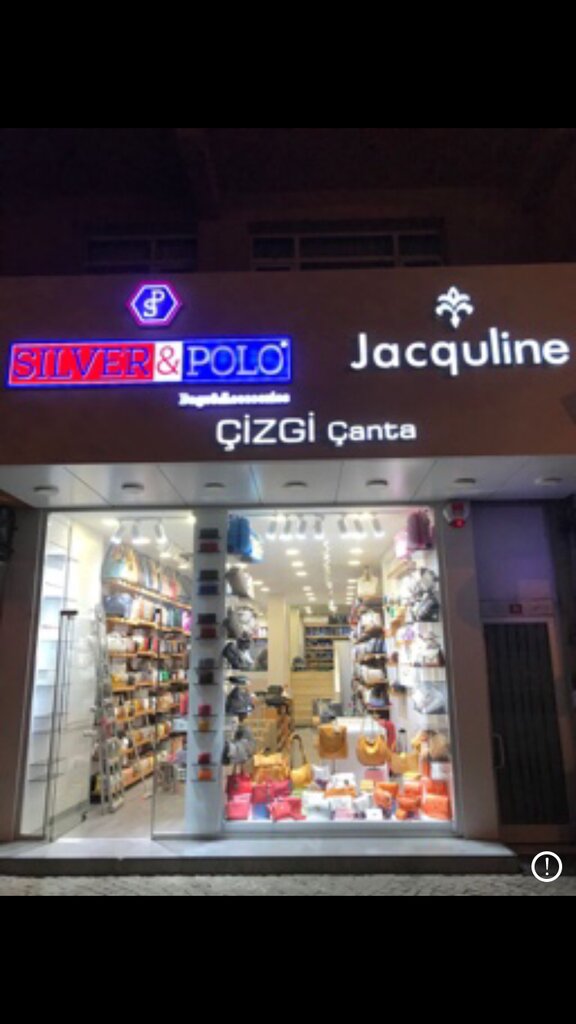 SP
SILVER & POLO
Jacquline
Bags&Accessories
ÇİZGİ Çanta